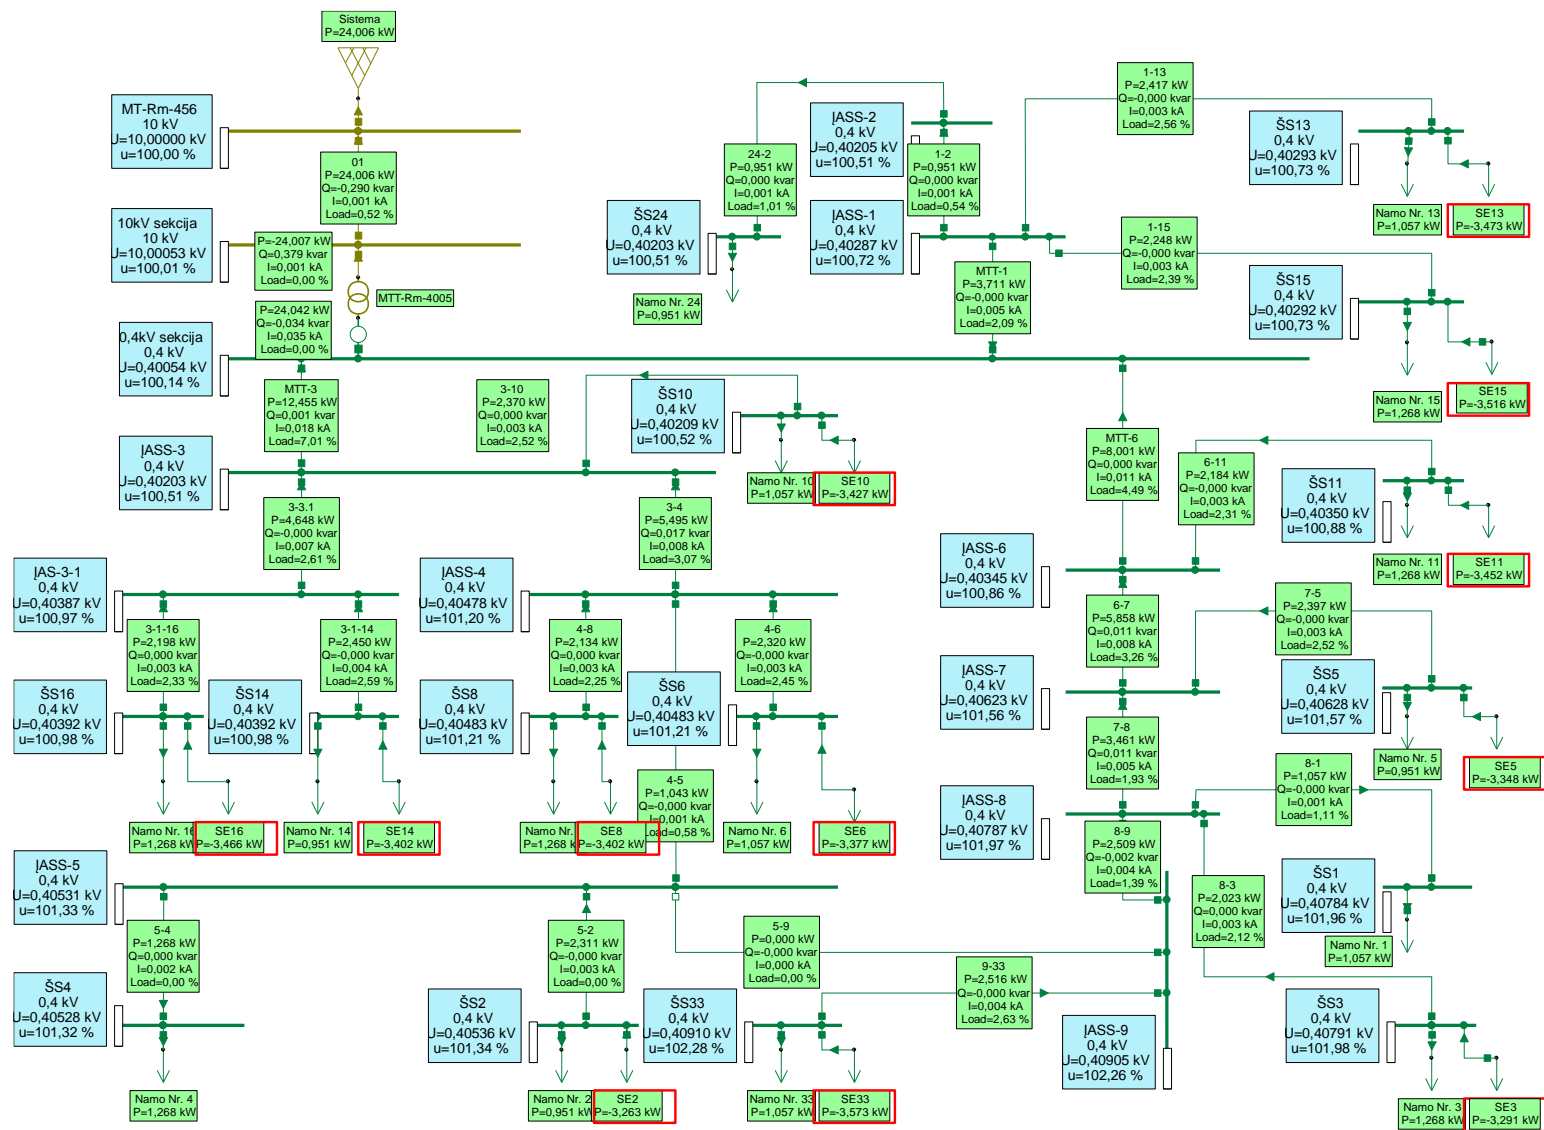 Sistema
P=24,006 kW
MT-Rm-456
10 kV
U=10,00000 kV
u=100,00 %
01
P=24,006 kW
Q=-0,290 kvar
I=0,001 kA
Load=0,52 %
10kV sekcija
10 kV
U=10,00053 kV
u=100,01 %
P=-24,007 kW
Q=0,379 kvar
I=0,001 kA
Load=0,00 %
MTT-Rm-4005
P=24,042 kW
Q=-0,034 kvar
I=0,035 kA
Load=0,00 %
0,4kV sekcija
0,4 kV
U=0,40054 kV
u=100,14 %
24-2
P=0,951 kW
Q=0,000 kvar
I=0,001 kA
Load=1,01 %
ĮASS-2
0,4 kV
U=0,40205 kV
u=100,51 %
1-2
P=0,951 kW
Q=0,000 kvar
I=0,001 kA
Load=0,54 %
1-13
P=2,417 kW
Q=-0,000 kvar
I=0,003 kA
Load=2,56 %
ŠS13
0,4 kV
U=0,40293 kV
u=100,73 %
Namo Nr. 13
P=1,057 kW
SE13
P=-3,473 kW
ŠS24
0,4 kV
U=0,40203 kV
u=100,51 %
ĮASS-1
0,4 kV
U=0,40287 kV
u=100,72 %
Namo Nr. 24
P=0,951 kW
MTT-1
P=3,711 kW
Q=-0,000 kvar
I=0,005 kA
Load=2,09 %
1-15
P=2,248 kW
Q=-0,000 kvar
I=0,003 kA
Load=2,39 %
ŠS15
0,4 kV
U=0,40292 kV
u=100,73 %
Namo Nr. 15
P=1,268 kW
SE15
P=-3,516 kW
MTT-3
P=12,455 kW
Q=0,001 kvar
I=0,018 kA
Load=7,01 %
3-10
P=2,370 kW
Q=0,000 kvar
I=0,003 kA
Load=2,52 %
ŠS10
0,4 kV
U=0,40209 kV
u=100,52 %
Namo Nr. 10
P=1,057 kW
SE10
P=-3,427 kW
ĮASS-3
0,4 kV
U=0,40203 kV
u=100,51 %
3-3.1
P=4,648 kW
Q=-0,000 kvar
I=0,007 kA
Load=2,61 %
3-4
P=5,495 kW
Q=0,017 kvar
I=0,008 kA
Load=3,07 %
MTT-6
P=8,001 kW
Q=0,000 kvar
I=0,011 kA
Load=4,49 %
6-11
P=2,184 kW
Q=-0,000 kvar
I=0,003 kA
Load=2,31 %
ŠS11
0,4 kV
U=0,40350 kV
u=100,88 %
Namo Nr. 11
P=1,268 kW
SE11
P=-3,452 kW
ĮAS-3-1
0,4 kV
U=0,40387 kV
u=100,97 %
ĮASS-4
0,4 kV
U=0,40478 kV
u=101,20 %
ĮASS-6
0,4 kV
U=0,40345 kV
u=100,86 %
3-1-16
P=2,198 kW
Q=0,000 kvar
I=0,003 kA
Load=2,33 %
3-1-14
P=2,450 kW
Q=-0,000 kvar
I=0,004 kA
Load=2,59 %
4-8
P=2,134 kW
Q=0,000 kvar
I=0,003 kA
Load=2,25 %
4-6
P=2,320 kW
Q=0,000 kvar
I=0,003 kA
Load=2,45 %
6-7
P=5,858 kW
Q=0,011 kvar
I=0,008 kA
Load=3,26 %
7-5
P=2,397 kW
Q=-0,000 kvar
I=0,003 kA
Load=2,52 %
ŠS16
0,4 kV
U=0,40392 kV
u=100,98 %
ŠS14
0,4 kV
U=0,40392 kV
u=100,98 %
ŠS8
0,4 kV
U=0,40483 kV
u=101,21 %
ŠS6
0,4 kV
U=0,40483 kV
u=101,21 %
ĮASS-7
0,4 kV
U=0,40623 kV
u=101,56 %
ŠS5
0,4 kV
U=0,40628 kV
u=101,57 %
Namo Nr. 5
P=0,951 kW
SE5
P=-3,348 kW
7-8
P=3,461 kW
Q=0,011 kvar
I=0,005 kA
Load=1,93 %
8-1
P=1,057 kW
Q=-0,000 kvar
I=0,001 kA
Load=1,11 %
4-5
P=1,043 kW
Q=-0,000 kvar
I=0,001 kA
Load=0,58 %
ĮASS-8
0,4 kV
U=0,40787 kV
u=101,97 %
Namo Nr. 16
P=1,268 kW
SE16
P=-3,466 kW
Namo Nr. 14
P=0,951 kW
SE14
P=-3,402 kW
Namo Nr.
P=1,268 kW
SE8
P=-3,402 kW
Namo Nr. 6
P=1,057 kW
SE6
P=-3,377 kW
8-9
P=2,509 kW
Q=-0,002 kvar
I=0,004 kA
Load=1,39 %
8-3
P=2,023 kW
Q=0,000 kvar
I=0,003 kA
Load=2,12 %
ŠS1
0,4 kV
U=0,40784 kV
u=101,96 %
Namo Nr. 1
P=1,057 kW
ĮASS-5
0,4 kV
U=0,40531 kV
u=101,33 %
5-4
P=1,268 kW
Q=0,000 kvar
I=0,002 kA
Load=0,00 %
5-2
P=2,311 kW
Q=-0,000 kvar
I=0,003 kA
Load=0,00 %
5-9
P=0,000 kW
Q=-0,000 kvar
I=0,000 kA
Load=0,00 %
9-33
P=2,516 kW
Q=-0,000 kvar
I=0,004 kA
Load=2,63 %
ŠS4
0,4 kV
U=0,40528 kV
u=101,32 %
ŠS2
0,4 kV
U=0,40536 kV
u=101,34 %
ŠS33
0,4 kV
U=0,40910 kV
u=102,28 %
ĮASS-9
0,4 kV
U=0,40905 kV
u=102,26 %
ŠS3
0,4 kV
U=0,40791 kV
u=101,98 %
Namo Nr. 4
P=1,268 kW
Namo Nr. 2
P=0,951 kW
SE2
P=-3,263 kW
Namo Nr. 33
P=1,057 kW
SE33
P=-3,573 kW
Namo Nr. 3
P=1,268 kW
SE3
P=-3,291 kW